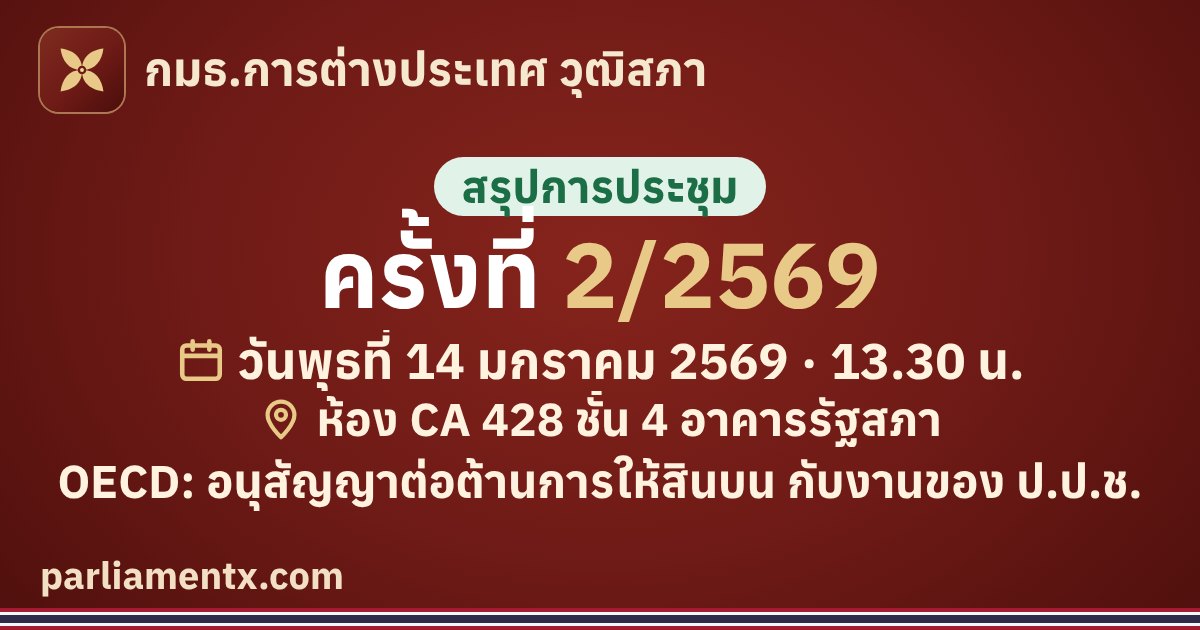 กมธ.การต่างประเทศ วุฒิสภา
สรุปการประชุม
ครั้งที่ 2/2569
วันพุธที่ 14 มกราคม 2569 · 13.30 น.
ห้อง CA 428 ชั้น 4 อาคารรัฐสภา
OECD: อนุสัญญาต่อต้านการให้สินบน กับงานของ ป.ป.ช.
parliamentx.com